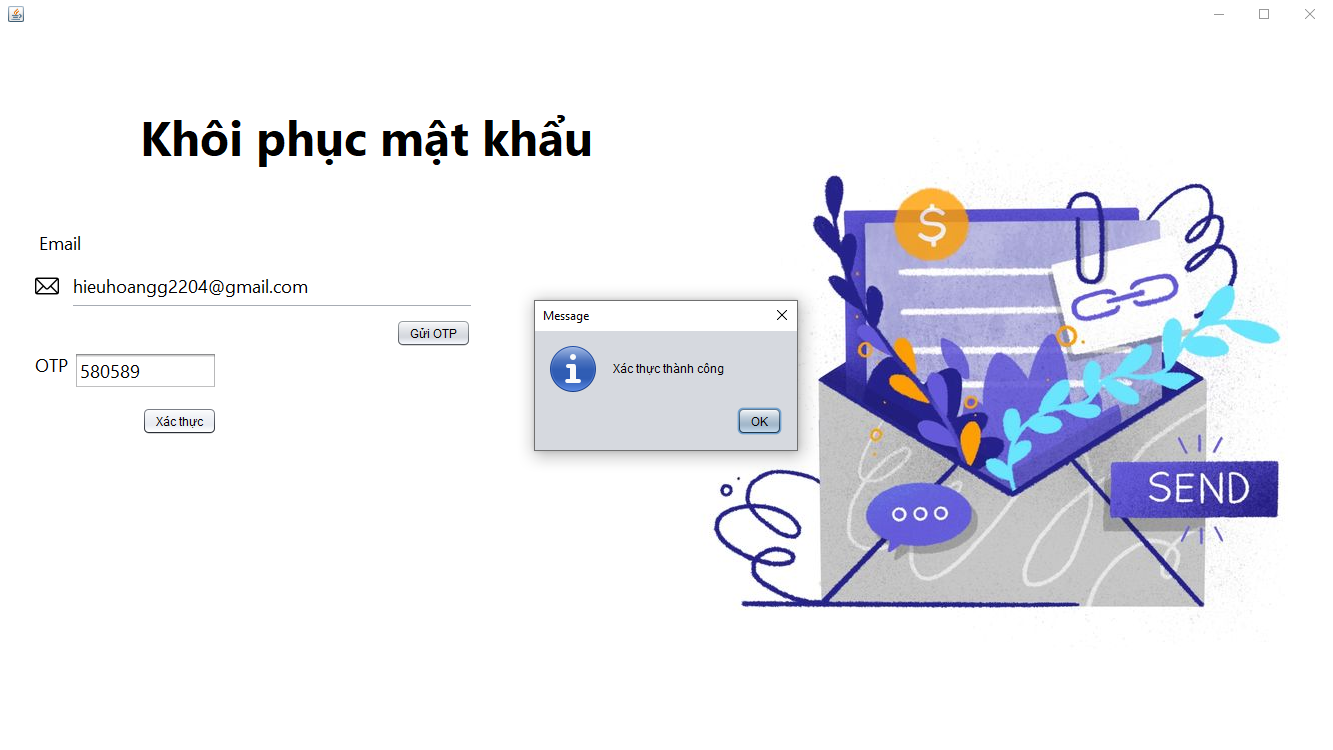 Khôi phục mật khẩu
Email
hieuhoangg2204@gmail.com
Gửi OTP
OTP 580589
Xác thực
Message
Xác thực thành công
OK
$
SEND